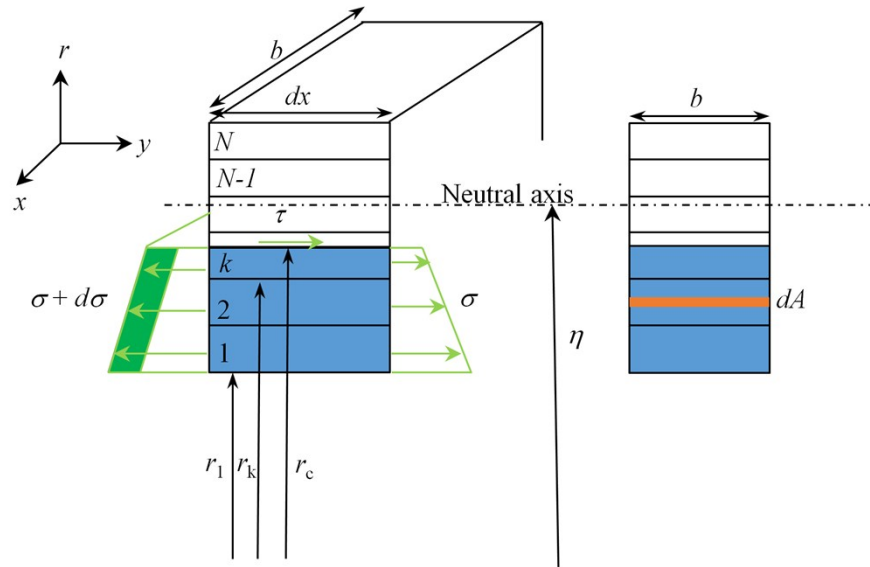 r
y
x
b
dx
b
N
N-1
Neutral axis
τ
k
σ + dσ
σ
2
dA
1
η
r1
rk
rc